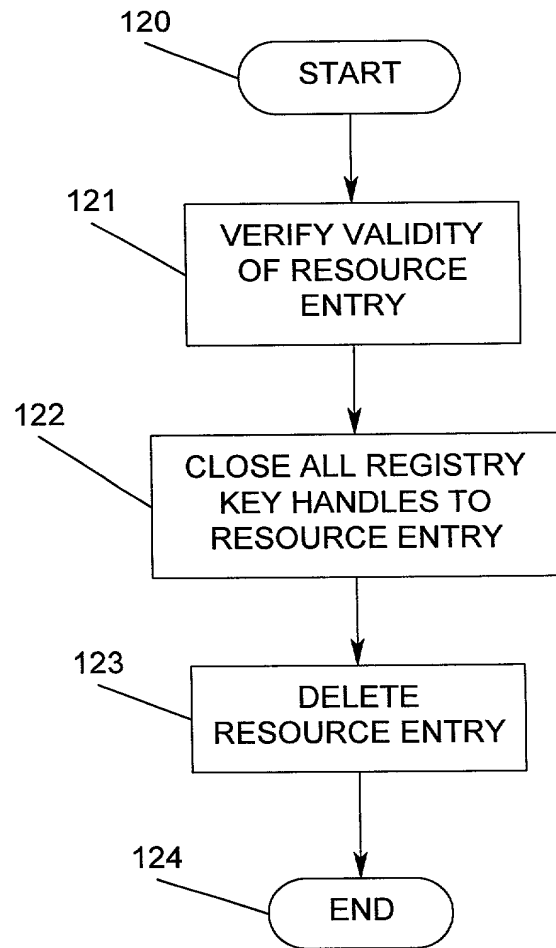 120
START
121
VERIFY VALIDITY
OF RESOURCE
ENTRY
122
CLOSE ALL REGISTRY
KEY HANDLES TO
RESOURCE ENTRY
123
DELETE
RESOURCE ENTRY
124
END